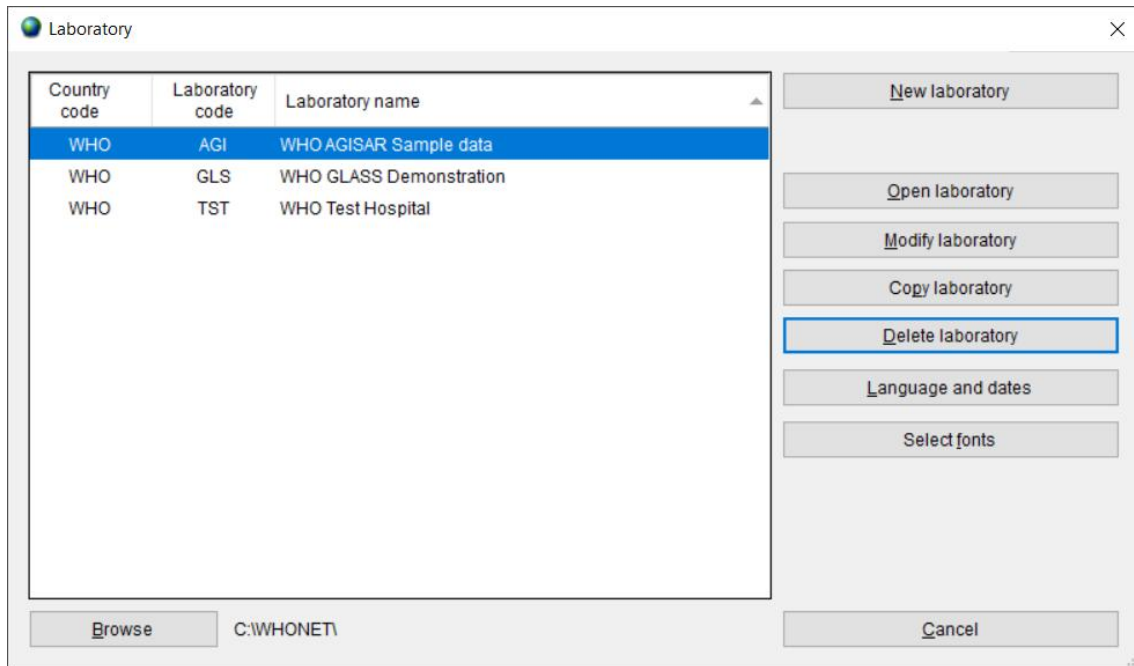 Laboratory
Country code
Laboratory code
Laboratory name
WHO AGI WHO AGISAR Sample data
WHO GLS WHO GLASS Demonstration
WHO TST WHO Test Hospital
New laboratory
Open laboratory
Modify laboratory
Copy laboratory
Delete laboratory
Language and dates
Select fonts
Browse C:\WHONET\
Cancel